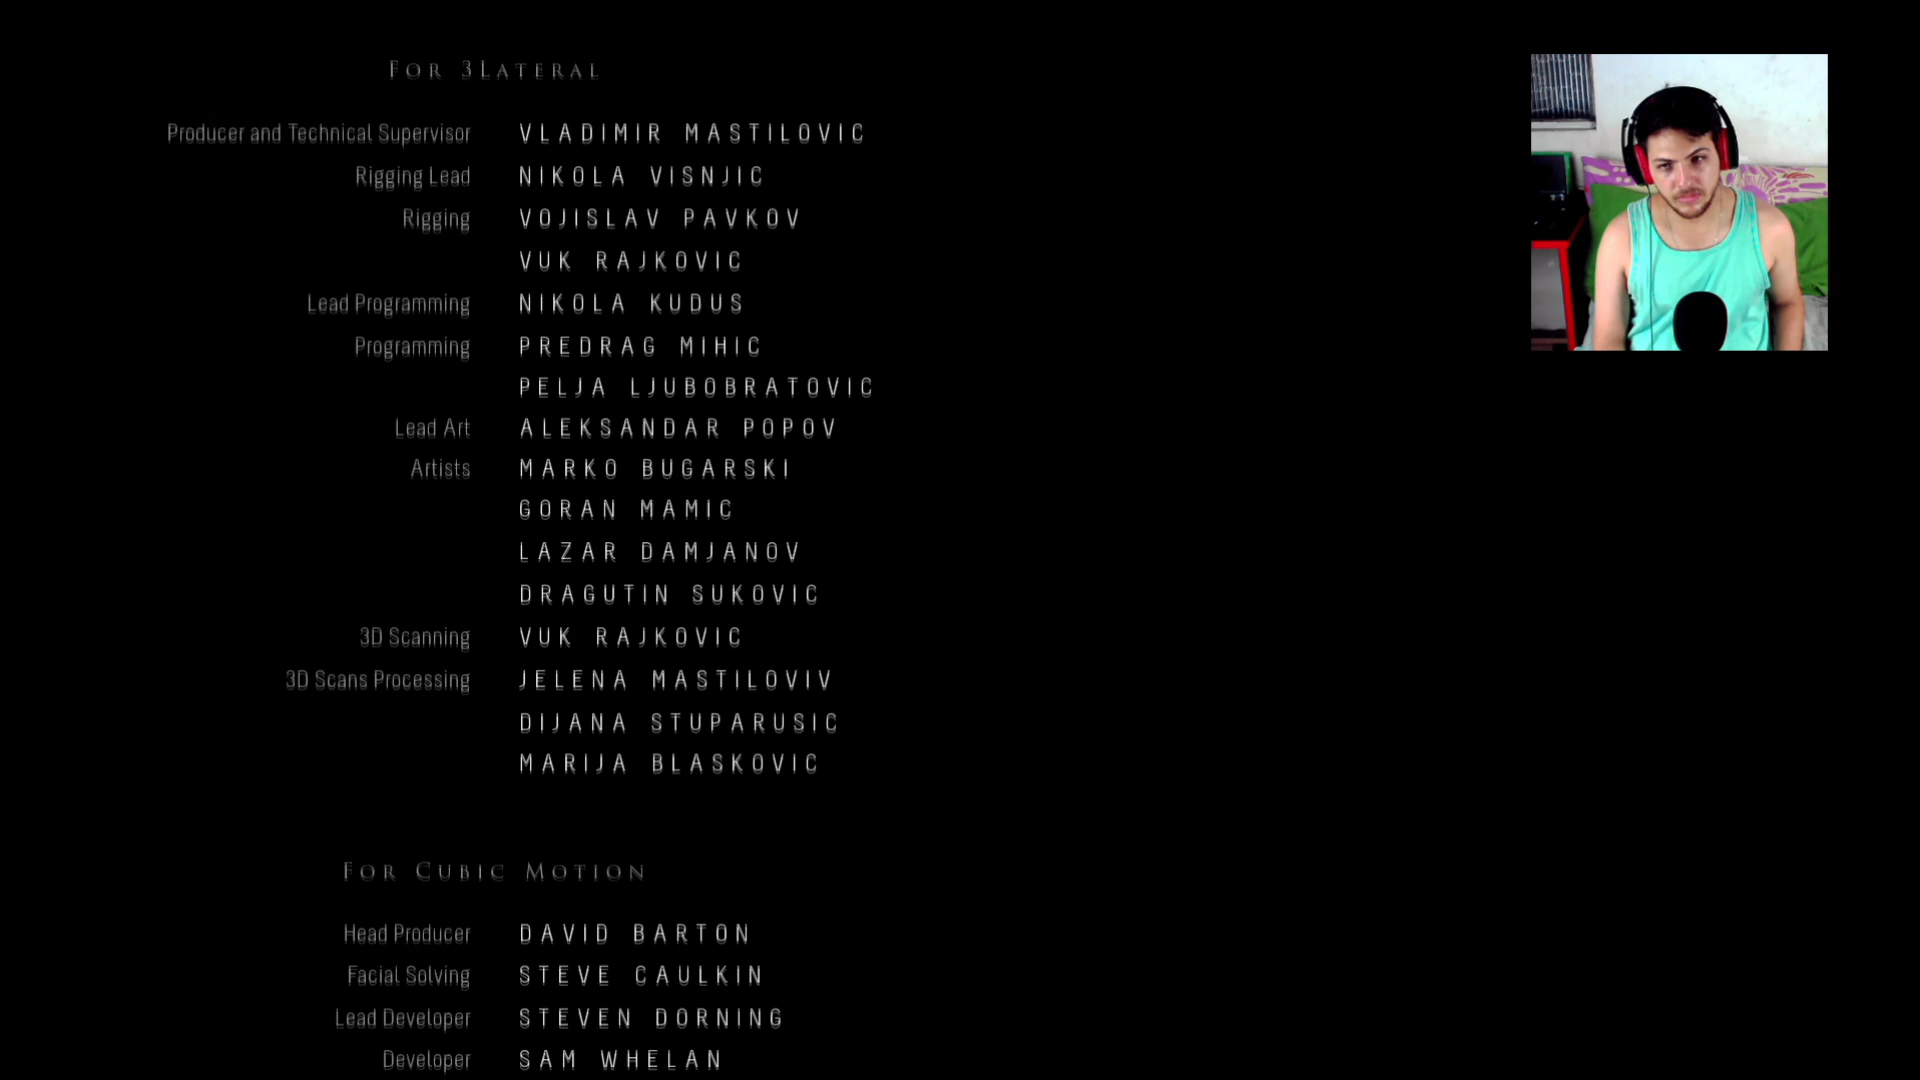 For 3Lateral
Producer and Technical Supervisor VLADIMIR MASTILOVIC
Rigging Lead NIKOLA VISNJIC
Rigging VOJISLAV PAVKOV
VUK RAJKOVIC
Lead Programming NIKOLA KUDUS
Programming PREDRAG MIHIC
PELJA LJUBOBRATOVIC
Lead Art ALEKSANDAR POPOV
Artists MARKO BUGARSKI
GORAN MAMIC
LAZAR DAMJANOV
DRAGUTIN SUKOVIC
3D Scanning VUK RAJKOVIC
3D Scans Processing JELENA MASTILOVIV
DIJANA STUPARUSIC
MARIJA BLASKOVIC
For Cubic Motion
Head Producer DAVID BARTON
Facial Solving STEVE CAULKIN
Lead Developer STEVEN DORNING
Developer SAM WHELAN